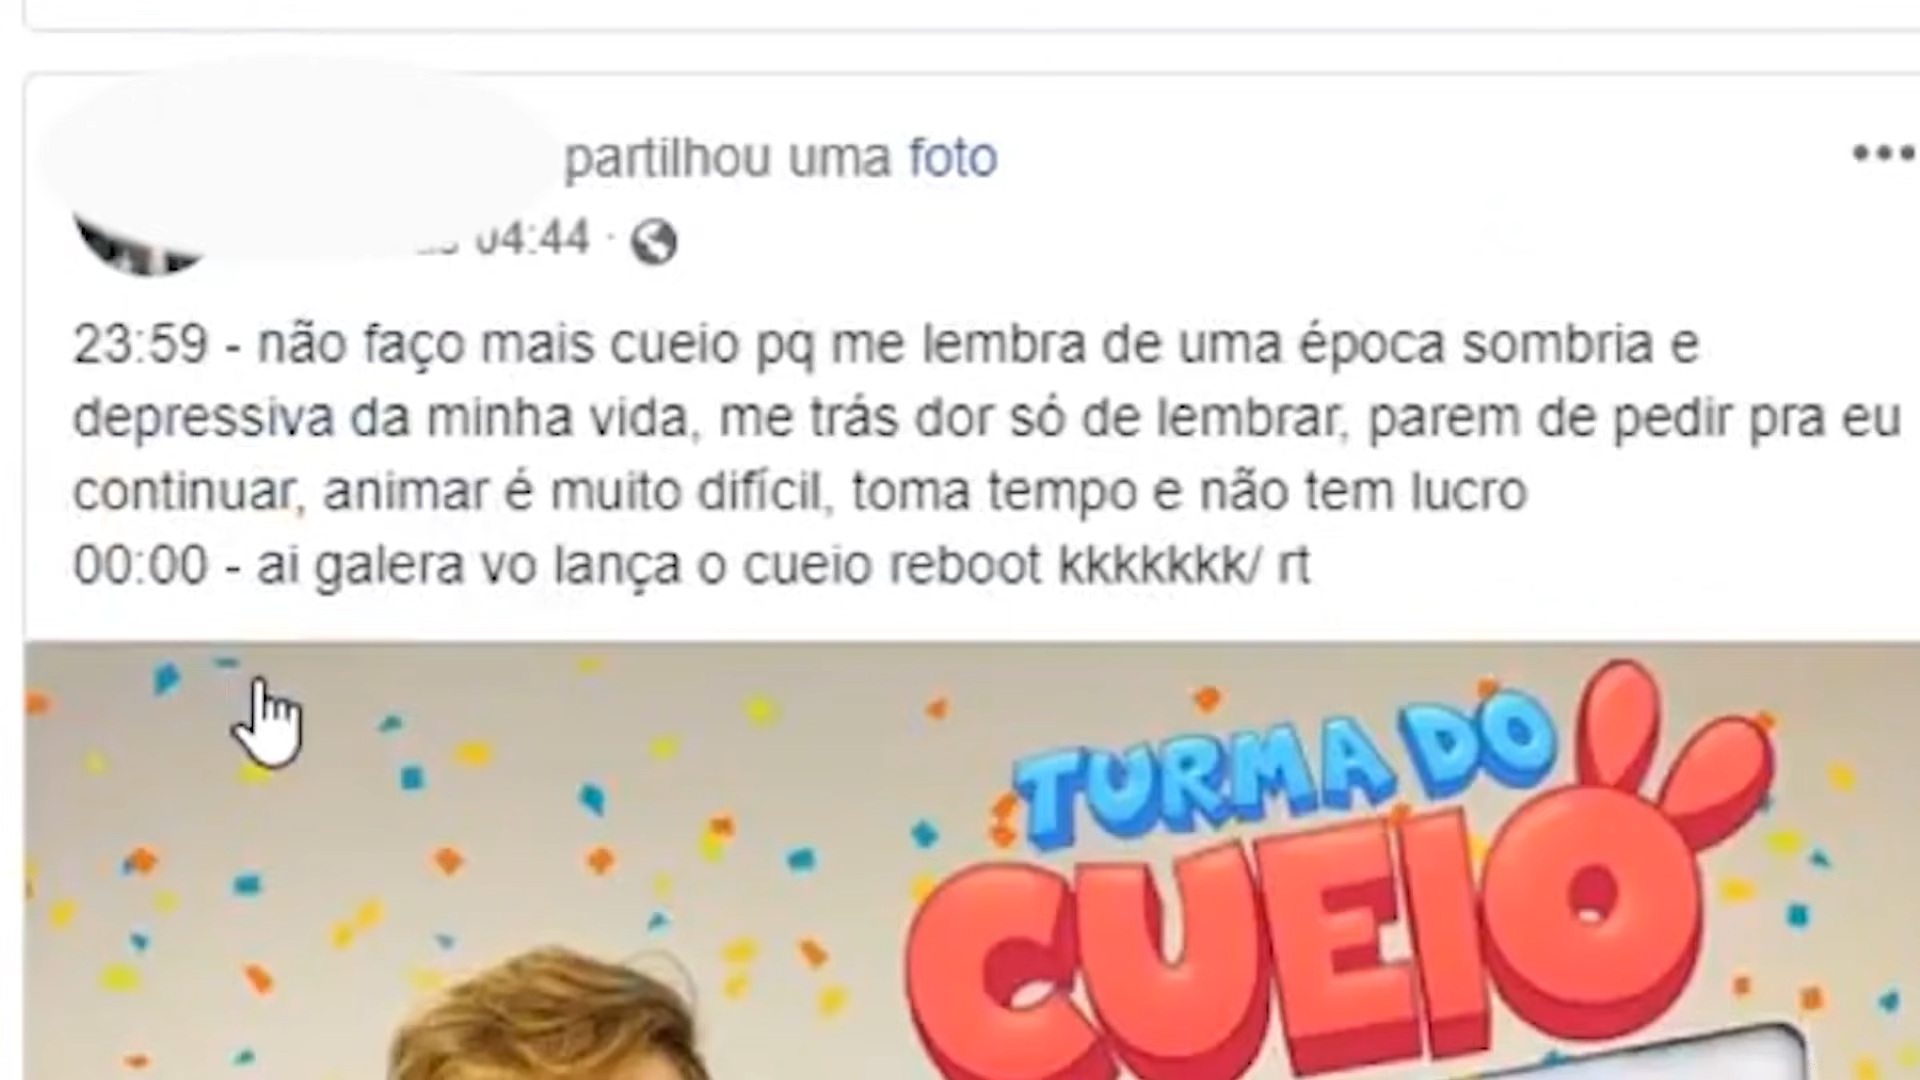 partilhou uma foto
04:44 ·
23:59 - não faço mais cueio pq me lembra de uma época sombria e
depressiva da minha vida, me trás dor só de lembrar, parem de pedir pra eu
continuar, animar é muito difícil, toma tempo e não tem lucro
00:00 - ai galera vo lança o cueio reboot kkkkkkk/ rt
TURMA DO
CUEIO